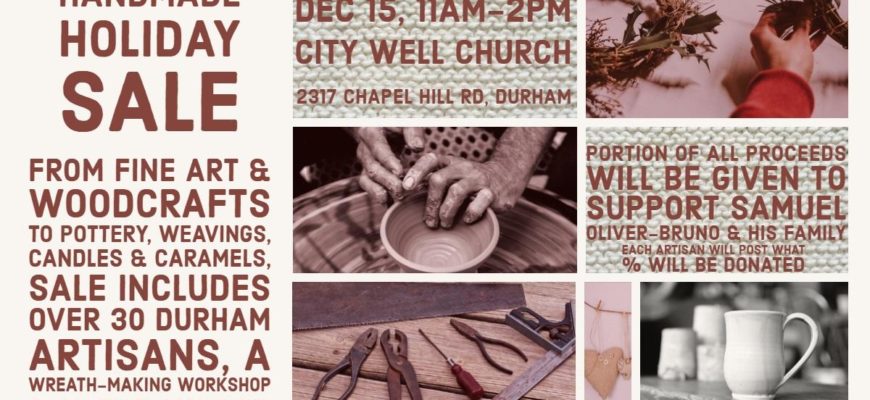 HANDMADE
HOLIDAY
SALE
FROM FINE ART &
WOODCRAFTS
TO POTTERY, WEAVINGS,
CANDLES & CARAMELS,
SALE INCLUDES
OVER 30 DURHAM
ARTISANS, A
WREATH-MAKING WORKSHOP
DEC 15, 11AM-2PM
CITY WELL CHURCH
2317 CHAPEL HILL RD, DURHAM
PORTION OF ALL PROCEEDS
WILL BE GIVEN TO
SUPPORT SAMUEL
OLIVER-BRUNO & HIS FAMILY
EACH ARTISAN WILL POST WHAT
% WILL BE DONATED